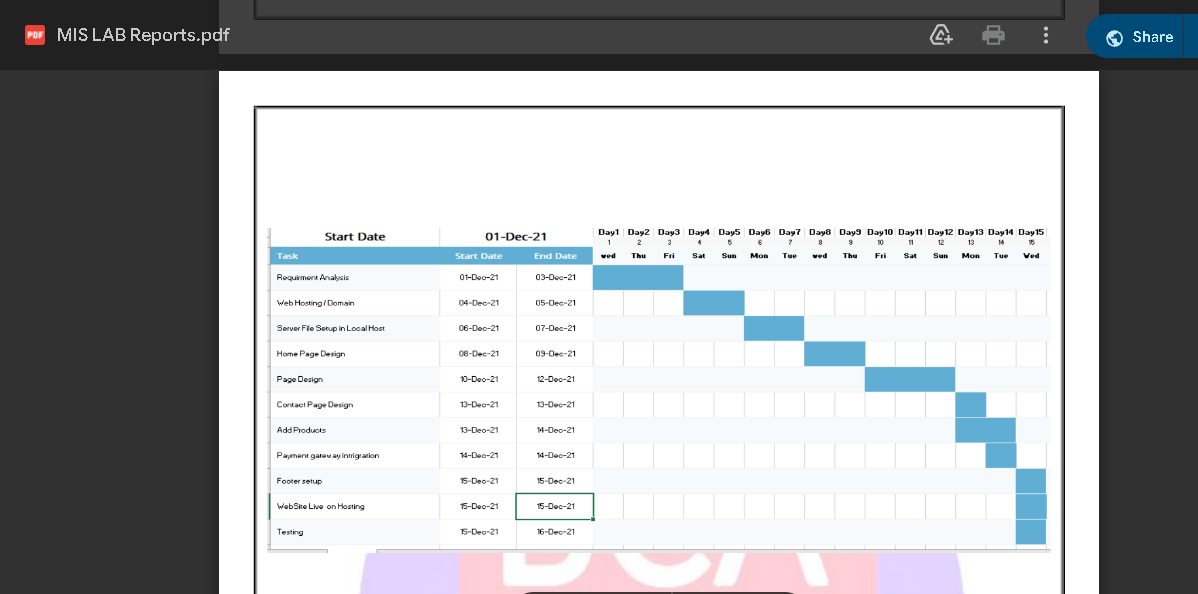 PDF MIS LAB Reports.pdf Share
Start Date 01-Dec-21 Day1 Day2 Day3 Day4 Day5 Day6 Day7 Day8 Day9 Day10 Day11 Day12 Day13 Day14 Day15
1 2 3 4 5 6 7 8 9 10 11 12 13 14 15
Task Start Date End Date wed Thu Fri Sat Sun Mon Tue wed Thu Fri Sat Sun Mon Tue Wed
Requirment Analysis 01-Dec-21 03-Dec-21
Web Hosting / Domain 04-Dec-21 05-Dec-21
Server File Setup in Local Host 06-Dec-21 07-Dec-21
Home Page Design 08-Dec-21 09-Dec-21
Page Design 10-Dec-21 12-Dec-21
Contact Page Design 13-Dec-21 13-Dec-21
Add Products 13-Dec-21 14-Dec-21
Payment gateway intrigration 14-Dec-21 14-Dec-21
Footer setup 15-Dec-21 15-Dec-21
WebSite Live on Hosting 15-Dec-21 15-Dec-21
Testing 15-Dec-21 16-Dec-21